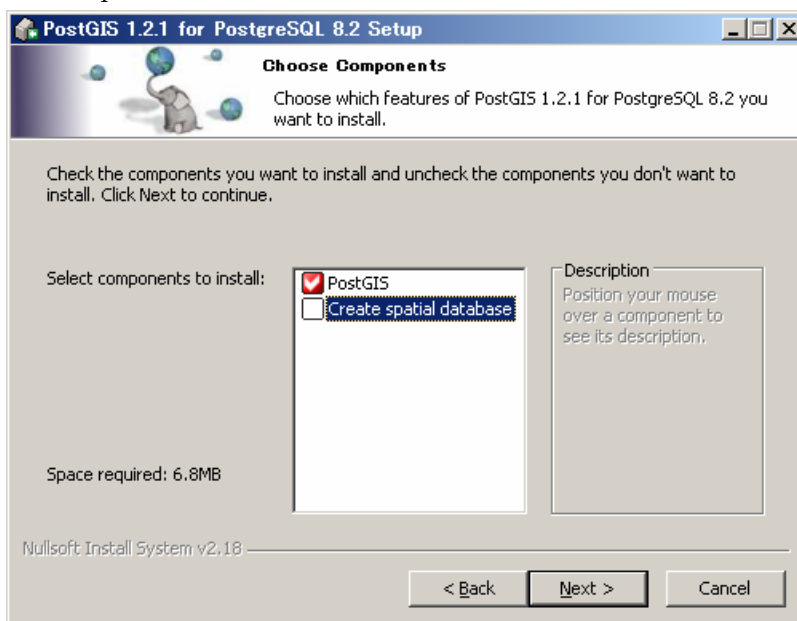 PostGIS 1.2.1 for PostgreSQL 8.2 Setup
Choose Components
Choose which features of PostGIS 1.2.1 for PostgreSQL 8.2 you
want to install.
Check the components you want to install and uncheck the components you don't want to
install. Click Next to continue.
Select components to install:
PostGIS
Create spatial database
Description
Position your mouse
over a component to
see its description.
Space required: 6.8MB
Nullsoft Install System v2.18
< Back
Next >
Cancel